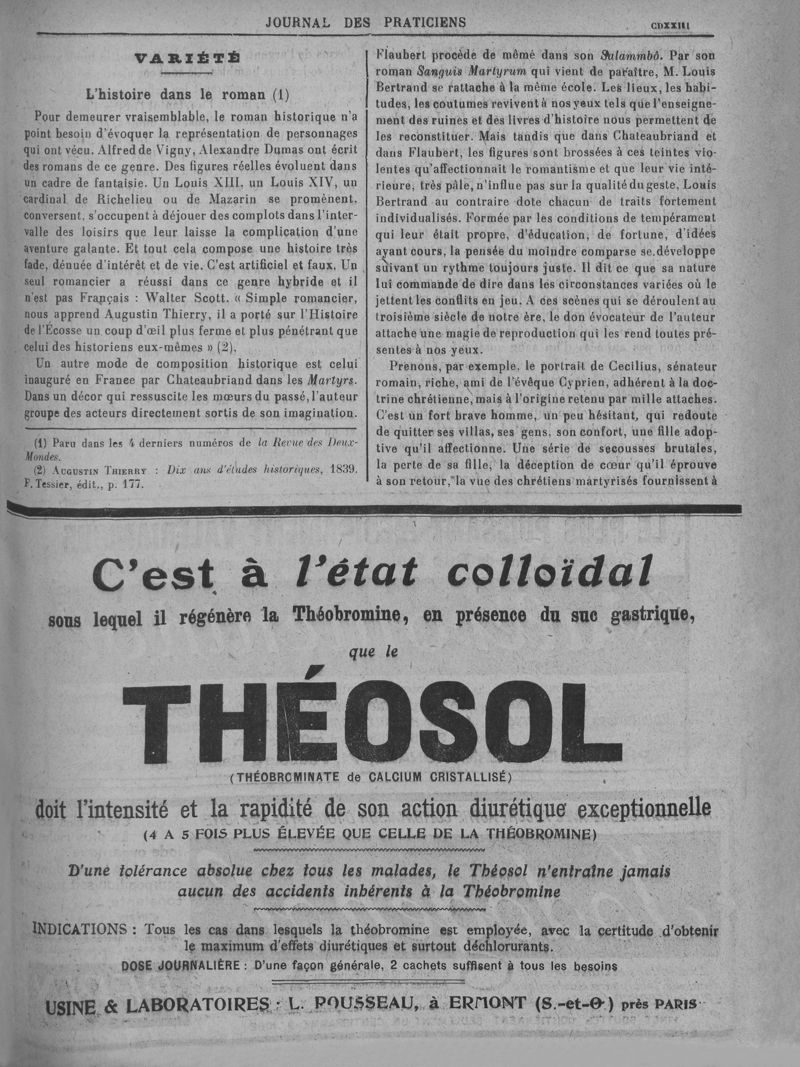 JOURNAL DES PRATICIENS
CDXXIII
VARIÉTÉ
L'histoire dans le roman (1)
Pour demeurer vraisemblable, le roman historique n'a
point besoin d'évoquer la représentation de personnages
qui ont vécu. Alfred de Vigny, Alexandre Dumas ont écrit
des romans de ce genre. Des figures réelles évoluent dans
un cadre de fantaisie. Un Louis XIII, un Louis XIV, un
cardinal de Richelieu ou de Mazarin se promènent,
conversent, s'occupent à déjouer des complots dans l'inter-
valle des loisirs que leur laisse la complication d'une
aventure galante. Et tout cela compose une histoire très
fade, dénuée d'intérêt et de vie. C'est artificiel et faux. Un
seul romancier a réussi dans ce genre hybride et il
n'est pas Français : Walter Scott. « Simple romancier,
nous apprend Augustin Thierry, il a porté sur l'Histoire
de l'Écosse un coup d'œil plus ferme et plus pénétrant que
celui des historiens eux-mêmes » (2).
Un autre mode de composition historique est celui
inauguré en France par Chateaubriand dans les Martyrs.
Dans un décor qui ressuscite les mœurs du passé, l'auteur
groupe des acteurs directement sortis de son imagination.
(1) Paru dans les 4 derniers numéros de la Revue des Deux-
Mondes.
(2) AUGUSTIN THIERRY : Dix ans d'études historiques, 1839.
F. Tessier, édit., p. 177.
Flaubert procède de même dans son Salammbô. Par son
roman Sanguis Martyrum qui vient de paraître, M. Louis
Bertrand se rattache à la même école. Les lieux, les habi-
tudes, les coutumes revivent à nos yeux tels que l'enseigne-
ment des ruines et des livres d'histoire nous permettent de
les reconstituer. Mais tandis que dans Chateaubriand et
dans Flaubert, les figures sont brossées à ces teintes vio-
lentes qu'affectionnait le romantisme et que leur vie inté-
rieure, très pâle, n'influe pas sur la qualité du geste, Louis
Bertrand au contraire dote chacun de traits fortement
individualisés. Formée par les conditions de tempérament
qui leur était propre, d'éducation, de fortune, d'idées
ayant cours, la pensée du moindre comparse se développe
suivant un rythme toujours juste. Il dit ce que sa nature
lui commande de dire dans les circonstances variées où le
jettent les conflits en jeu. A ces scènes qui se déroulent au
troisième siècle de notre ère, le don évocateur de l'auteur
attache une magie de reproduction qui les rend toutes pré-
sentes à nos yeux.
Prenons, par exemple, le portrait de Cecilius, sénateur
romain, riche, ami de l'évêque Cyprien, adhérent à la doc-
trine chrétienne, mais à l'origine retenu par mille attaches.
C'est un fort brave homme, un peu hésitant, qui redoute
de quitter ses villas, ses gens, son confort, une fille adop-
tive qu'il affectionne. Une série de secousses brutales,
la perte de sa fille, la déception de cœur qu'il éprouve
à son retour, la vue des chrétiens martyrisés fournissent à
C'est à l'état colloïdal
sous lequel il régénère la Théobromine, en présence du suc gastrique,
que le
THÉOSOL
(THÉOBROMINATE de CALCIUM CRISTALLISÉ)
doit l'intensité et la rapidité de son action diurétique exceptionnelle
(4 A 5 FOIS PLUS ÉLEVÉE QUE CELLE DE LA THÉOBROMINE)
D'une tolérance absolue chez tous les malades, le Théosol n'entraîne jamais
aucun des accidents inhérents à la Théobromine
INDICATIONS : Tous les cas dans lesquels la théobromine est employée, avec la certitude d'obtenir
le maximum d'effets diurétiques et surtout déchlorurants.
DOSE JOURNALIÈRE : D'une façon générale, 2 cachets suffisent à tous les besoins
USINE & LABORATOIRES : L. POUSSEAU, à ERMONT (S.-et-O.) près PARIS